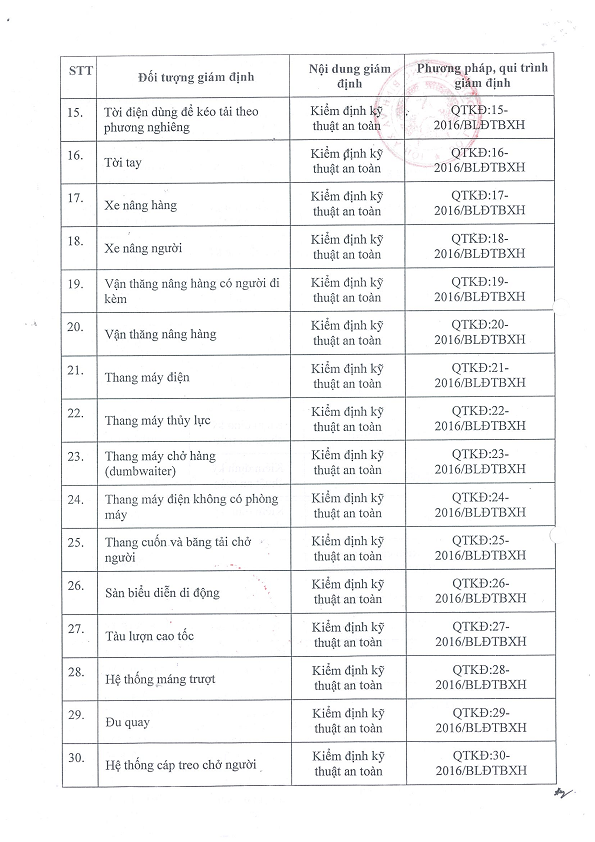 STT
Đối tượng giám định
Nội dung giám
định
Phương pháp, qui trình
giám định
15.
Tời điện dùng để kéo tải theo
phương nghiêng
Kiểm định kỹ
thuật an toàn
QTKĐ:15-
2016/BLĐTBXH
16.
Tời tay
Kiểm định kỹ
thuật an toàn
QTKĐ:16-
2016/BLĐTBXH
17.
Xe nâng hàng
Kiểm định kỹ
thuật an toàn
QTKĐ:17-
2016/BLĐTBXH
18.
Xe nâng người
Kiểm định kỹ
thuật an toàn
QTKĐ:18-
2016/BLĐTBXH
19.
Vận thăng nâng hàng có người đi
kèm
Kiểm định kỹ
thuật an toàn
QTKĐ:19-
2016/BLĐTBXH
20.
Vận thăng nâng hàng
Kiểm định kỹ
thuật an toàn
QTKĐ:20-
2016/BLĐTBXH
21.
Thang máy điện
Kiểm định kỹ
thuật an toàn
QTKĐ:21-
2016/BLĐTBXH
22.
Thang máy thủy lực
Kiểm định kỹ
thuật an toàn
QTKĐ:22-
2016/BLĐTBXH
23.
Thang máy chở hàng
(dumbwaiter)
Kiểm định kỹ
thuật an toàn
QTKĐ:23-
2016/BLĐTBXH
24.
Thang máy điện không có phòng
máy
Kiểm định kỹ
thuật an toàn
QTKĐ:24-
2016/BLĐTBXH
25.
Thang cuốn và băng tải chở
người
Kiểm định kỹ
thuật an toàn
QTKĐ:25-
2016/BLĐTBXH
26.
Sàn biểu diễn di động
Kiểm định kỹ
thuật an toàn
QTKĐ:26-
2016/BLĐTBXH
27.
Tàu lượn cao tốc
Kiểm định kỹ
thuật an toàn
QTKĐ:27-
2016/BLĐTBXH
28.
Hệ thống máng trượt
Kiểm định kỹ
thuật an toàn
QTKĐ:28-
2016/BLĐTBXH
29.
Đu quay
Kiểm định kỹ
thuật an toàn
QTKĐ:29-
2016/BLĐTBXH
30.
Hệ thống cáp treo chở người
Kiểm định kỹ
thuật an toàn
QTKĐ:30-
2016/BLĐTBXH